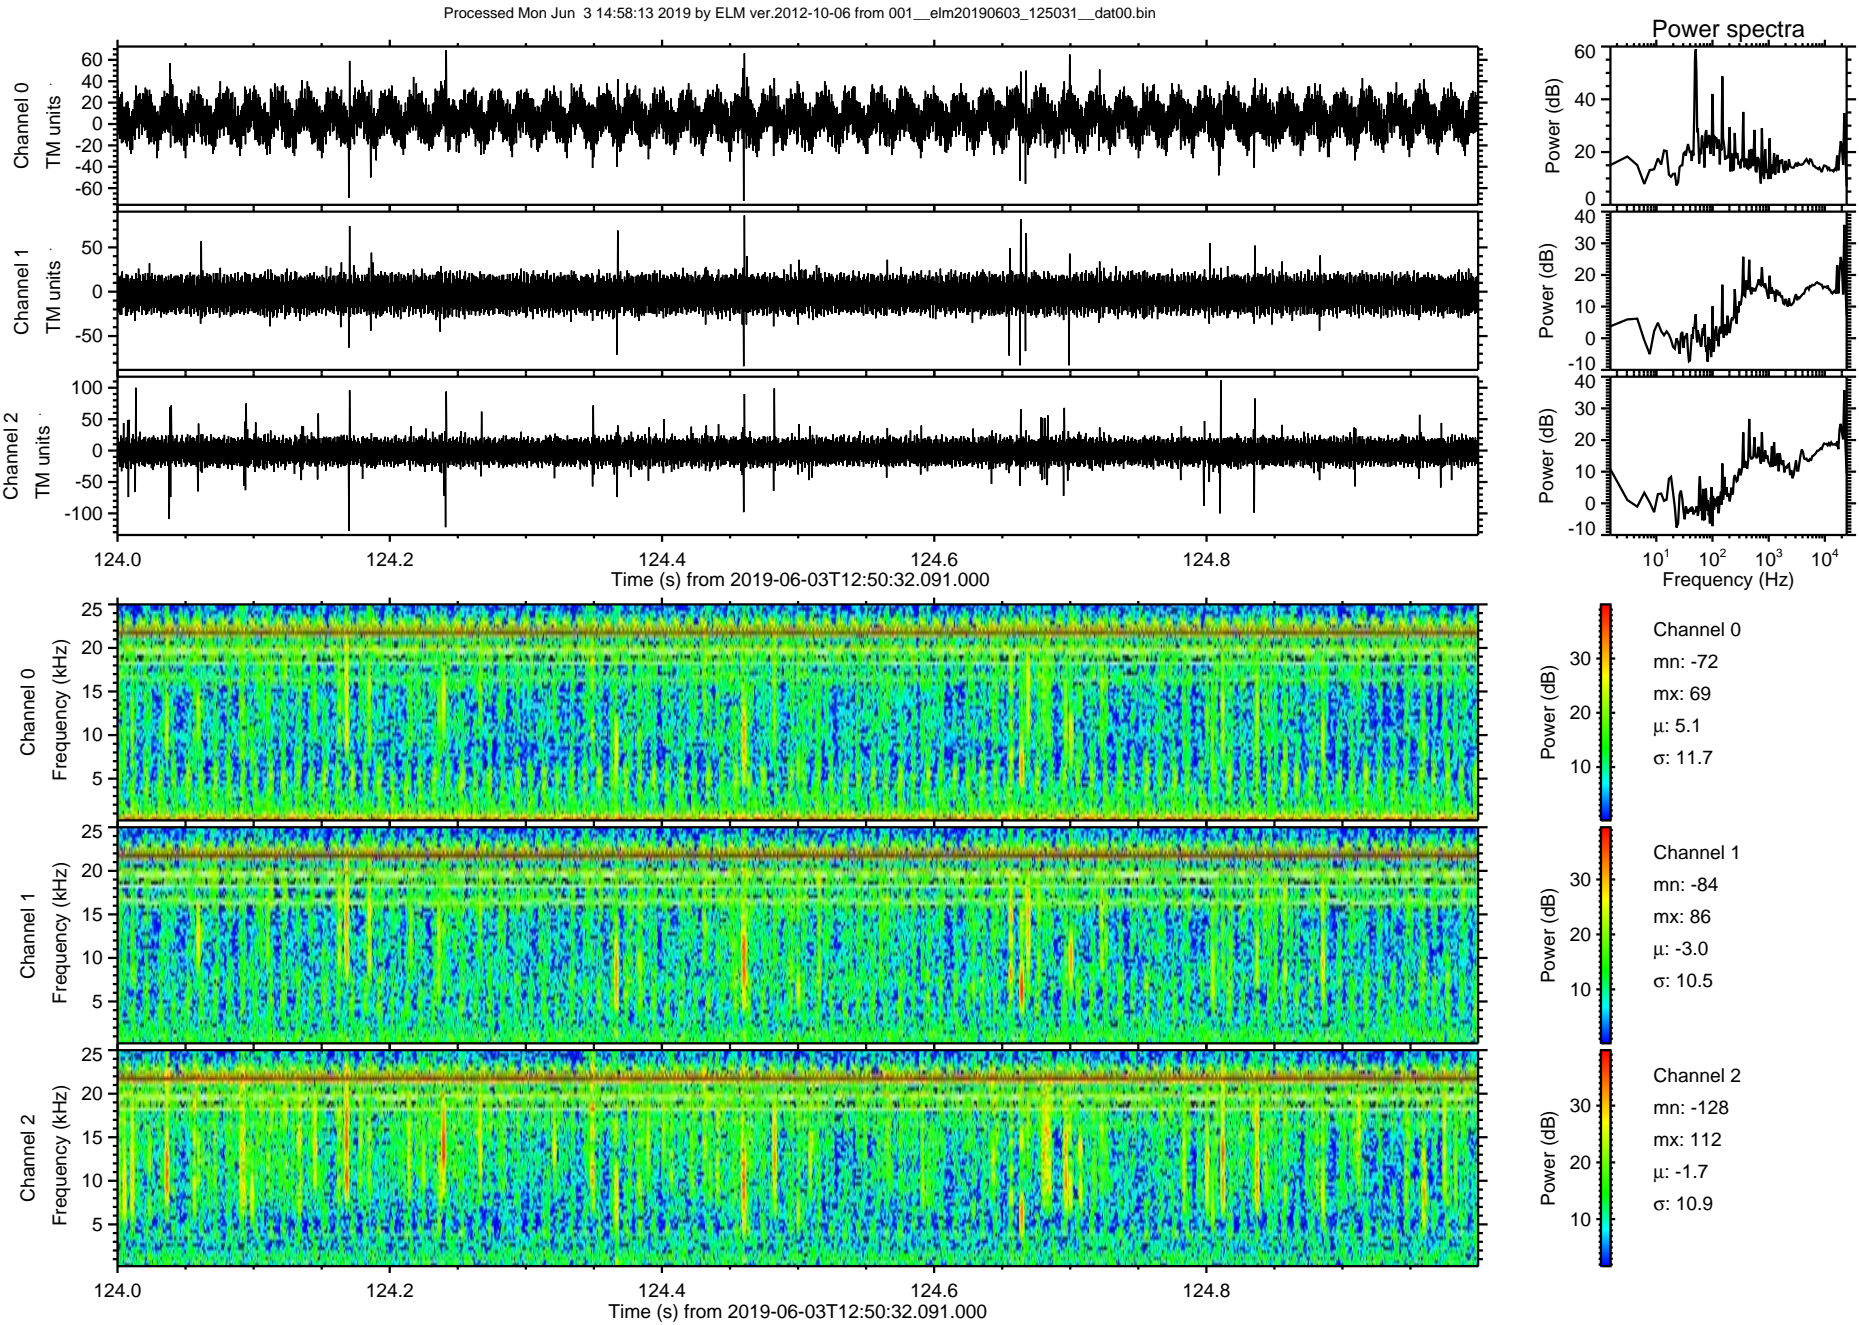 Processed Mon Jun  3 14:58:13 2019 by ELM ver.2012-10-06 from 001__elm20190603_125031__dat00.bin
Power spectra
Channel 0
TM units
60
40
20
0
-20
-40
-60
Power (dB)
60
40
20
0
Channel 1
TM units
50
0
-50
Power (dB)
40
30
20
10
0
-10
Channel 2
TM units
100
50
0
-50
-100
Power (dB)
40
30
20
10
0
-10
124.0 124.2 124.4 124.6 124.8
Time (s) from 2019-06-03T12:50:32.091.000
10¹ 10² 10³ 10⁴
Frequency (Hz)
Channel 0
Frequency (kHz)
25
20
15
10
5
Power (dB)
30
20
10
Channel 0
mn: -72
mx: 69
μ: 5.1
σ: 11.7
Channel 1
Frequency (kHz)
25
20
15
10
5
Power (dB)
30
20
10
Channel 1
mn: -84
mx: 86
μ: -3.0
σ: 10.5
Channel 2
Frequency (kHz)
25
20
15
10
5
Power (dB)
30
20
10
Channel 2
mn: -128
mx: 112
μ: -1.7
σ: 10.9
124.0 124.2 124.4 124.6 124.8
Time (s) from 2019-06-03T12:50:32.091.000